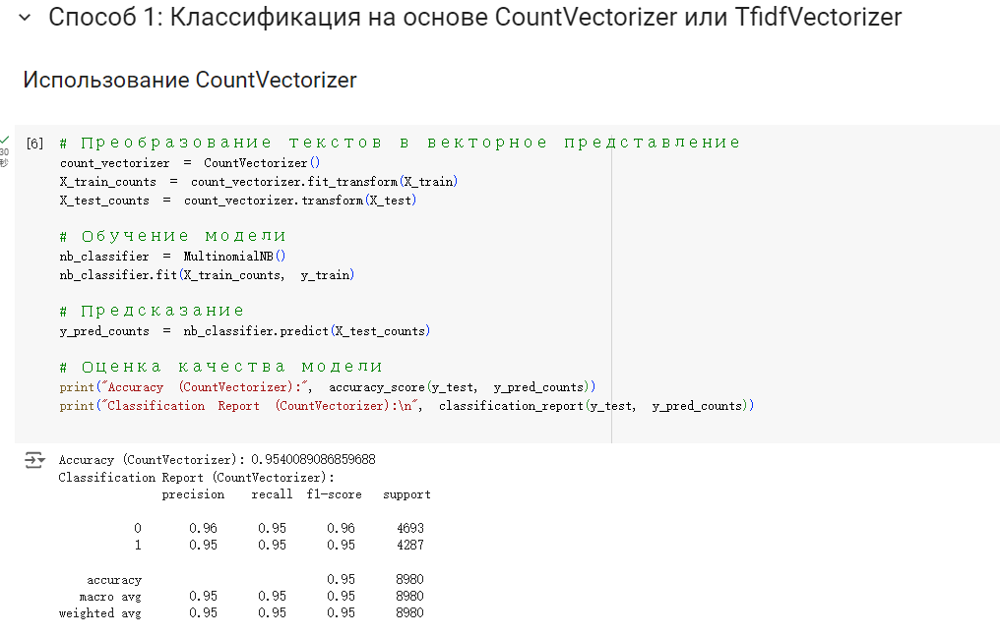 Способ 1: Классификация на основе CountVectorizer или TfidfVectorizer
Использование CountVectorizer
[6] # Преобразование текстов в векторное представление
30
秒
count_vectorizer = CountVectorizer()
X_train_counts = count_vectorizer.fit_transform(X_train)
X_test_counts = count_vectorizer.transform(X_test)
# Обучение модели
nb_classifier = MultinomialNB()
nb_classifier.fit(X_train_counts, y_train)
# Предсказание
y_pred_counts = nb_classifier.predict(X_test_counts)
# Оценка качества модели
print("Accuracy (CountVectorizer):", accuracy_score(y_test, y_pred_counts))
print("Classification Report (CountVectorizer):\n", classification_report(y_test, y_pred_counts))
Accuracy (CountVectorizer): 0.9540089086859688
Classification Report (CountVectorizer):
precision recall f1-score support
0 0.96 0.95 0.96 4693
1 0.95 0.95 0.95 4287
accuracy 0.95 8980
macro avg 0.95 0.95 0.95 8980
weighted avg 0.95 0.95 0.95 8980